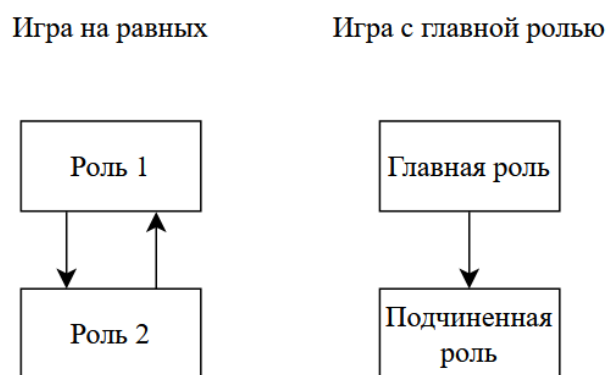 Игра на равных
Игра с главной ролью
Роль 1
Главная роль
Роль 2
Подчиненная
роль